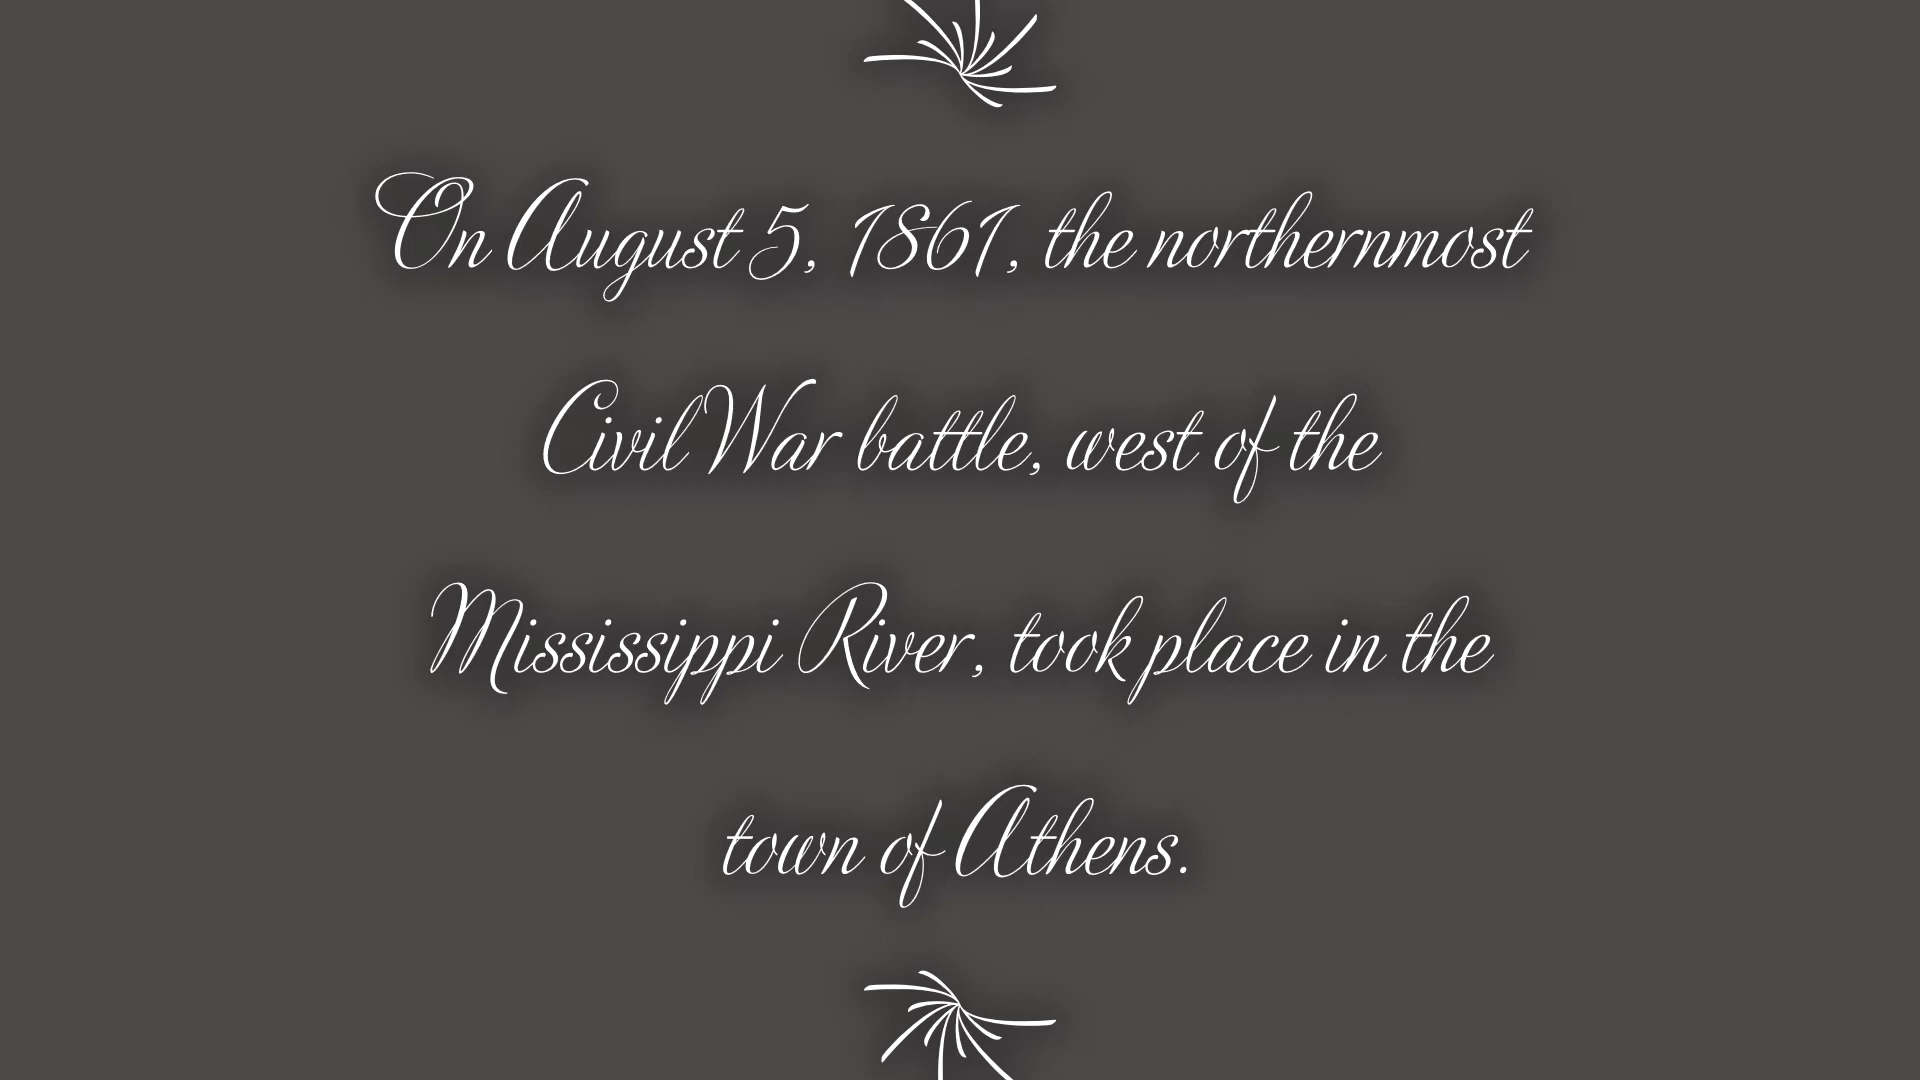 On August 5, 1861, the northernmost
Civil War battle, west of the
Mississippi River, took place in the
town of Athens.